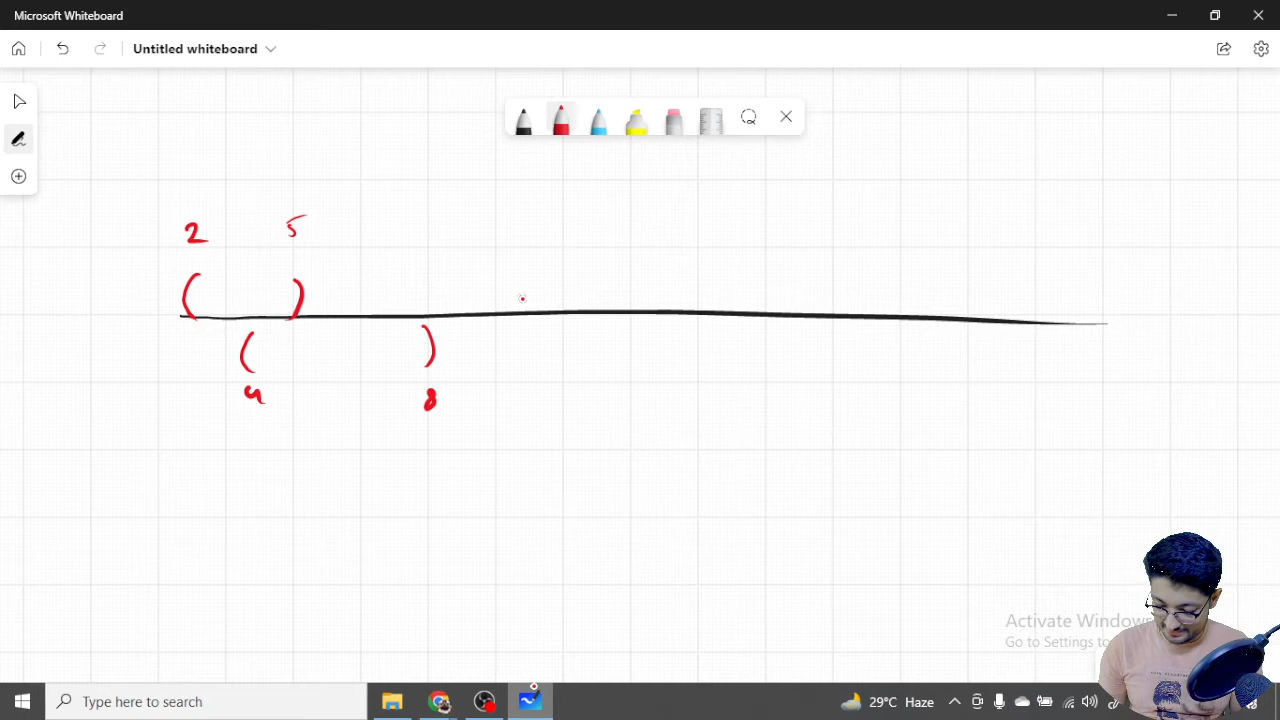 Microsoft Whiteboard
Untitled whiteboard
2 5
( )
( )
4 8
Activate Window
Go to Settings to
Type here to search
29°C Haze